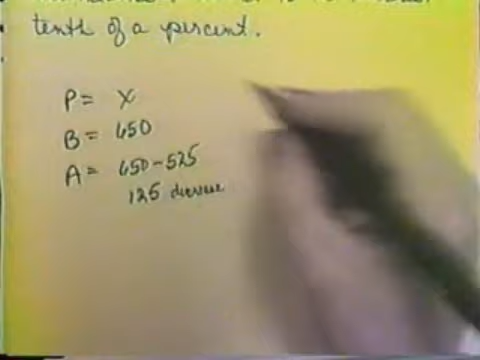 tenth of a percent.
P = X
B = 650
A = 650 - 525
125 decrease